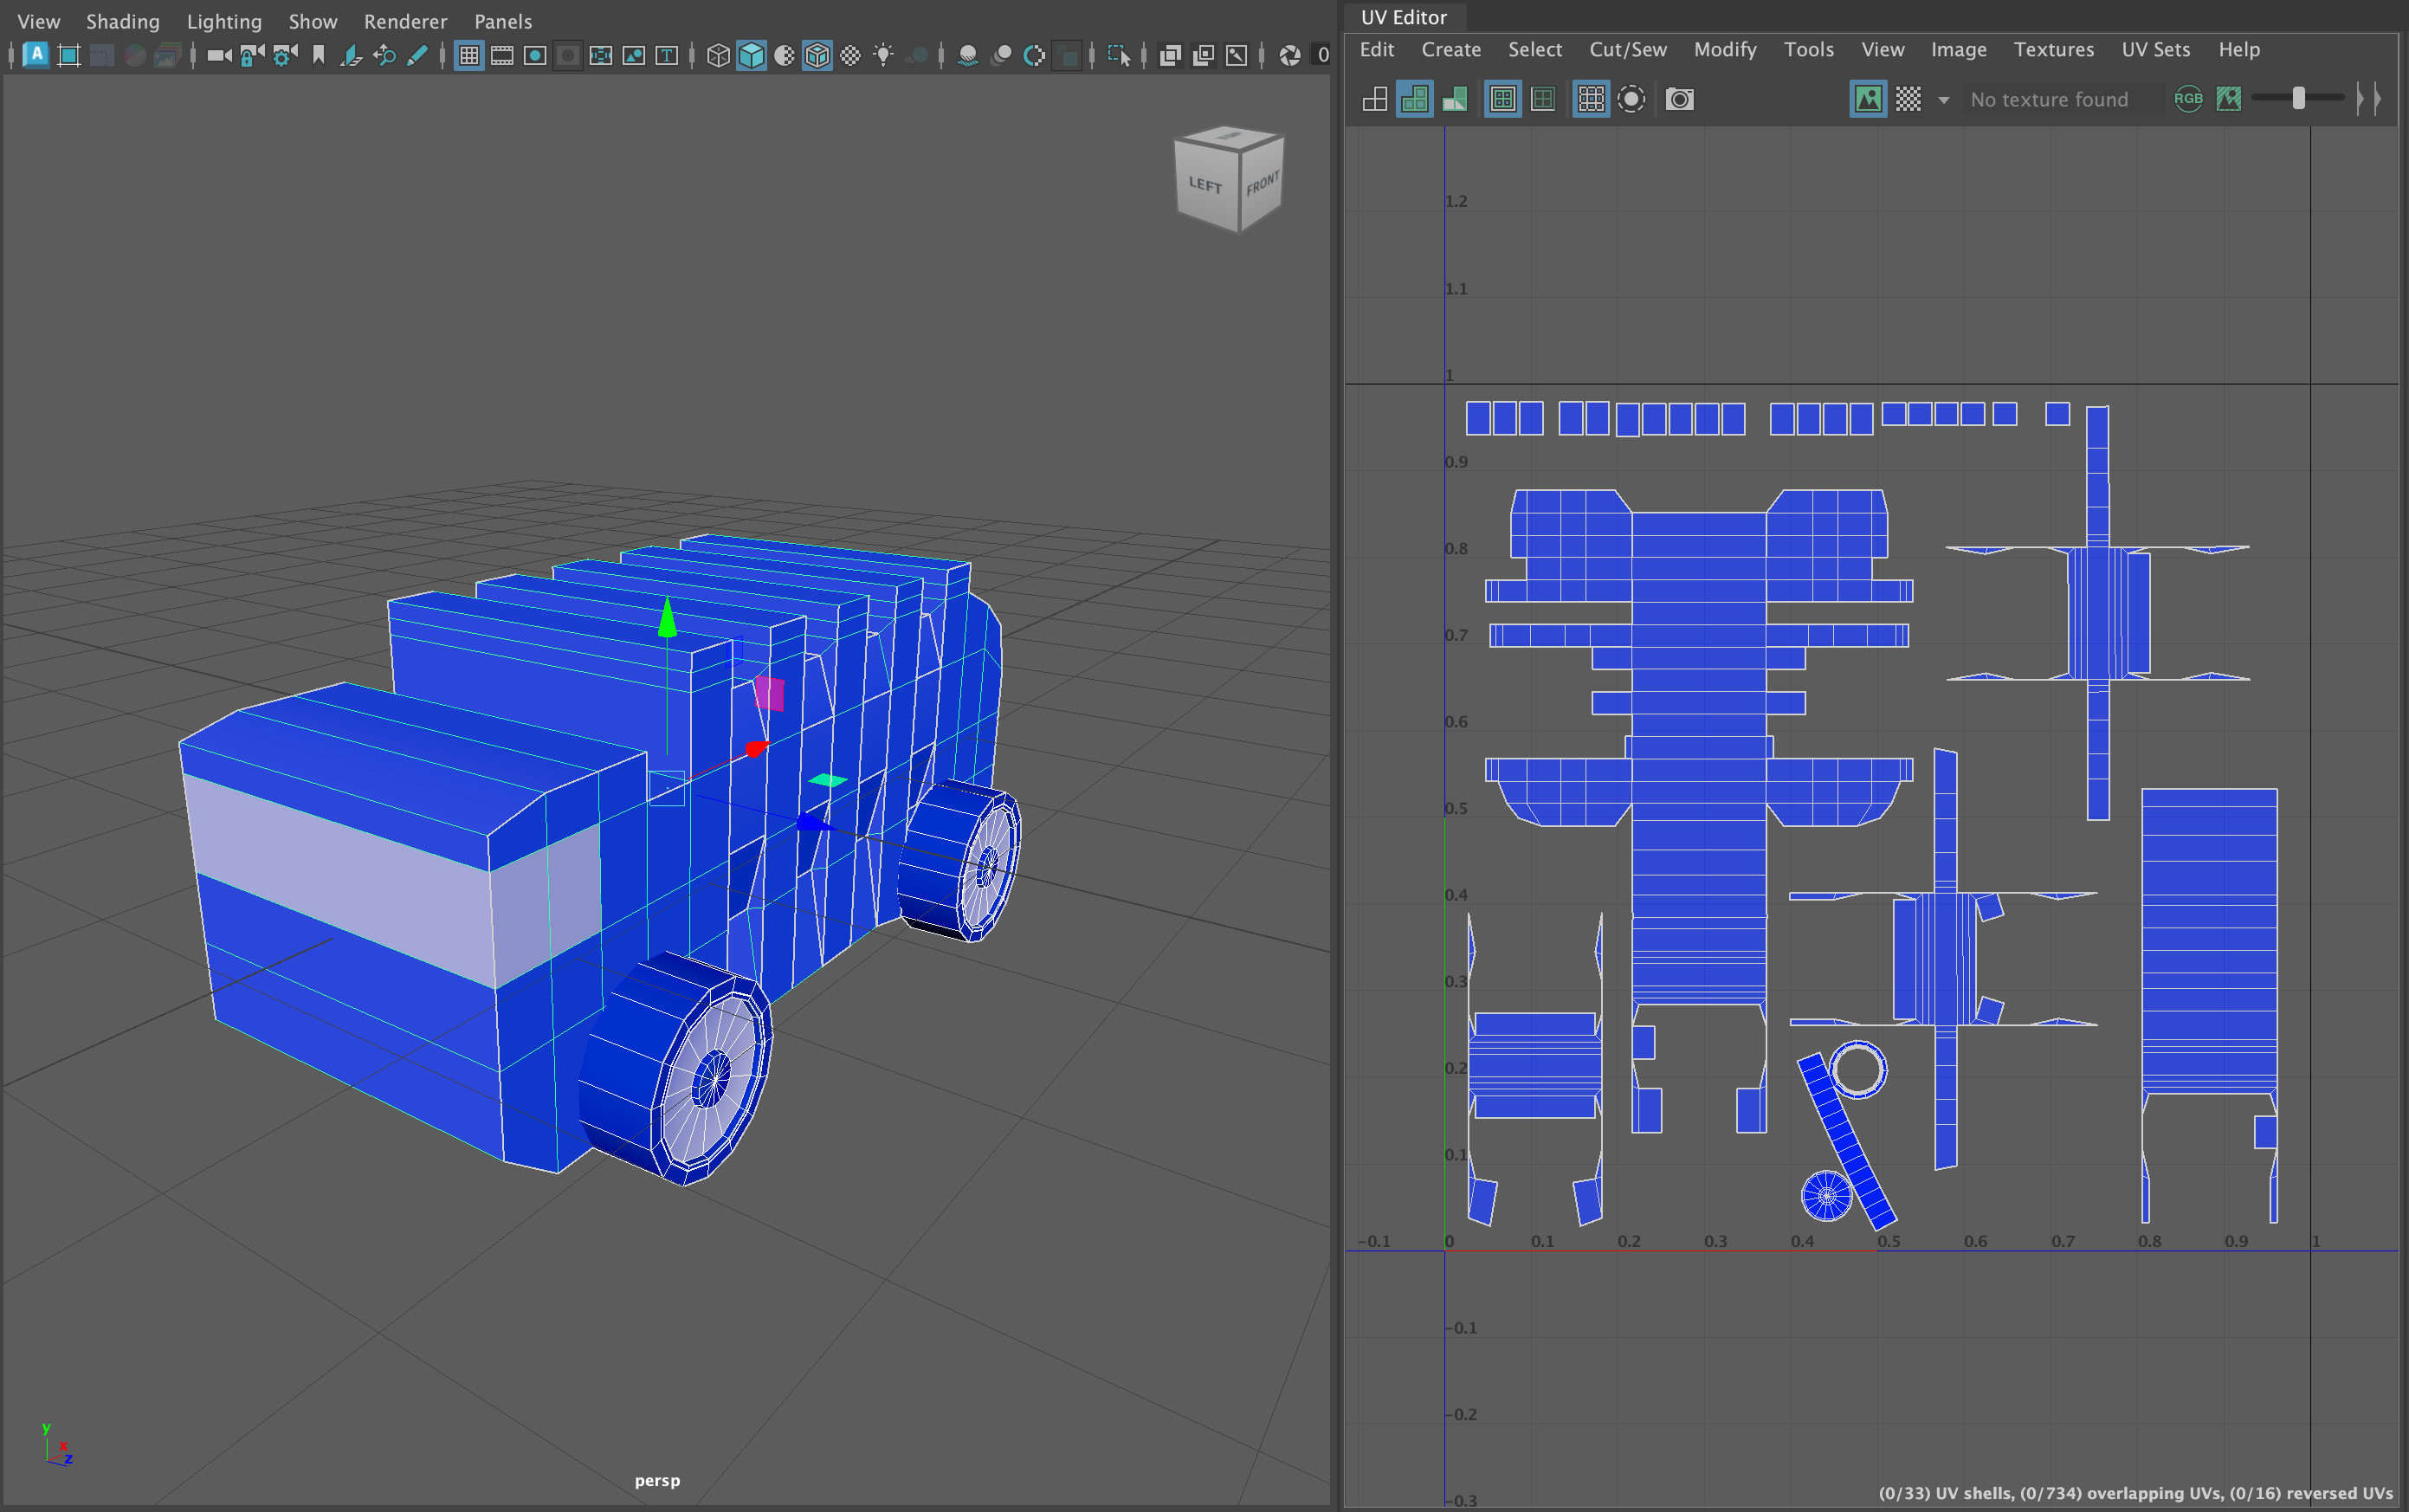 View Shading Lighting Show Renderer Panels
A T 0
LEFT FRONT
y
x
z
persp
UV Editor
Edit Create Select Cut/Sew Modify Tools View Image Textures UV Sets Help
No texture found RGB
1.2
1.1
1
0.9
0.8
0.7
0.6
0.5
0.4
0.3
0.2
0.1
-0.1 0 0.1 0.2 0.3 0.4 0.5 0.6 0.7 0.8 0.9 1
-0.1
-0.2
-0.3
(0/33) UV shells, (0/734) overlapping UVs, (0/16) reversed UVs